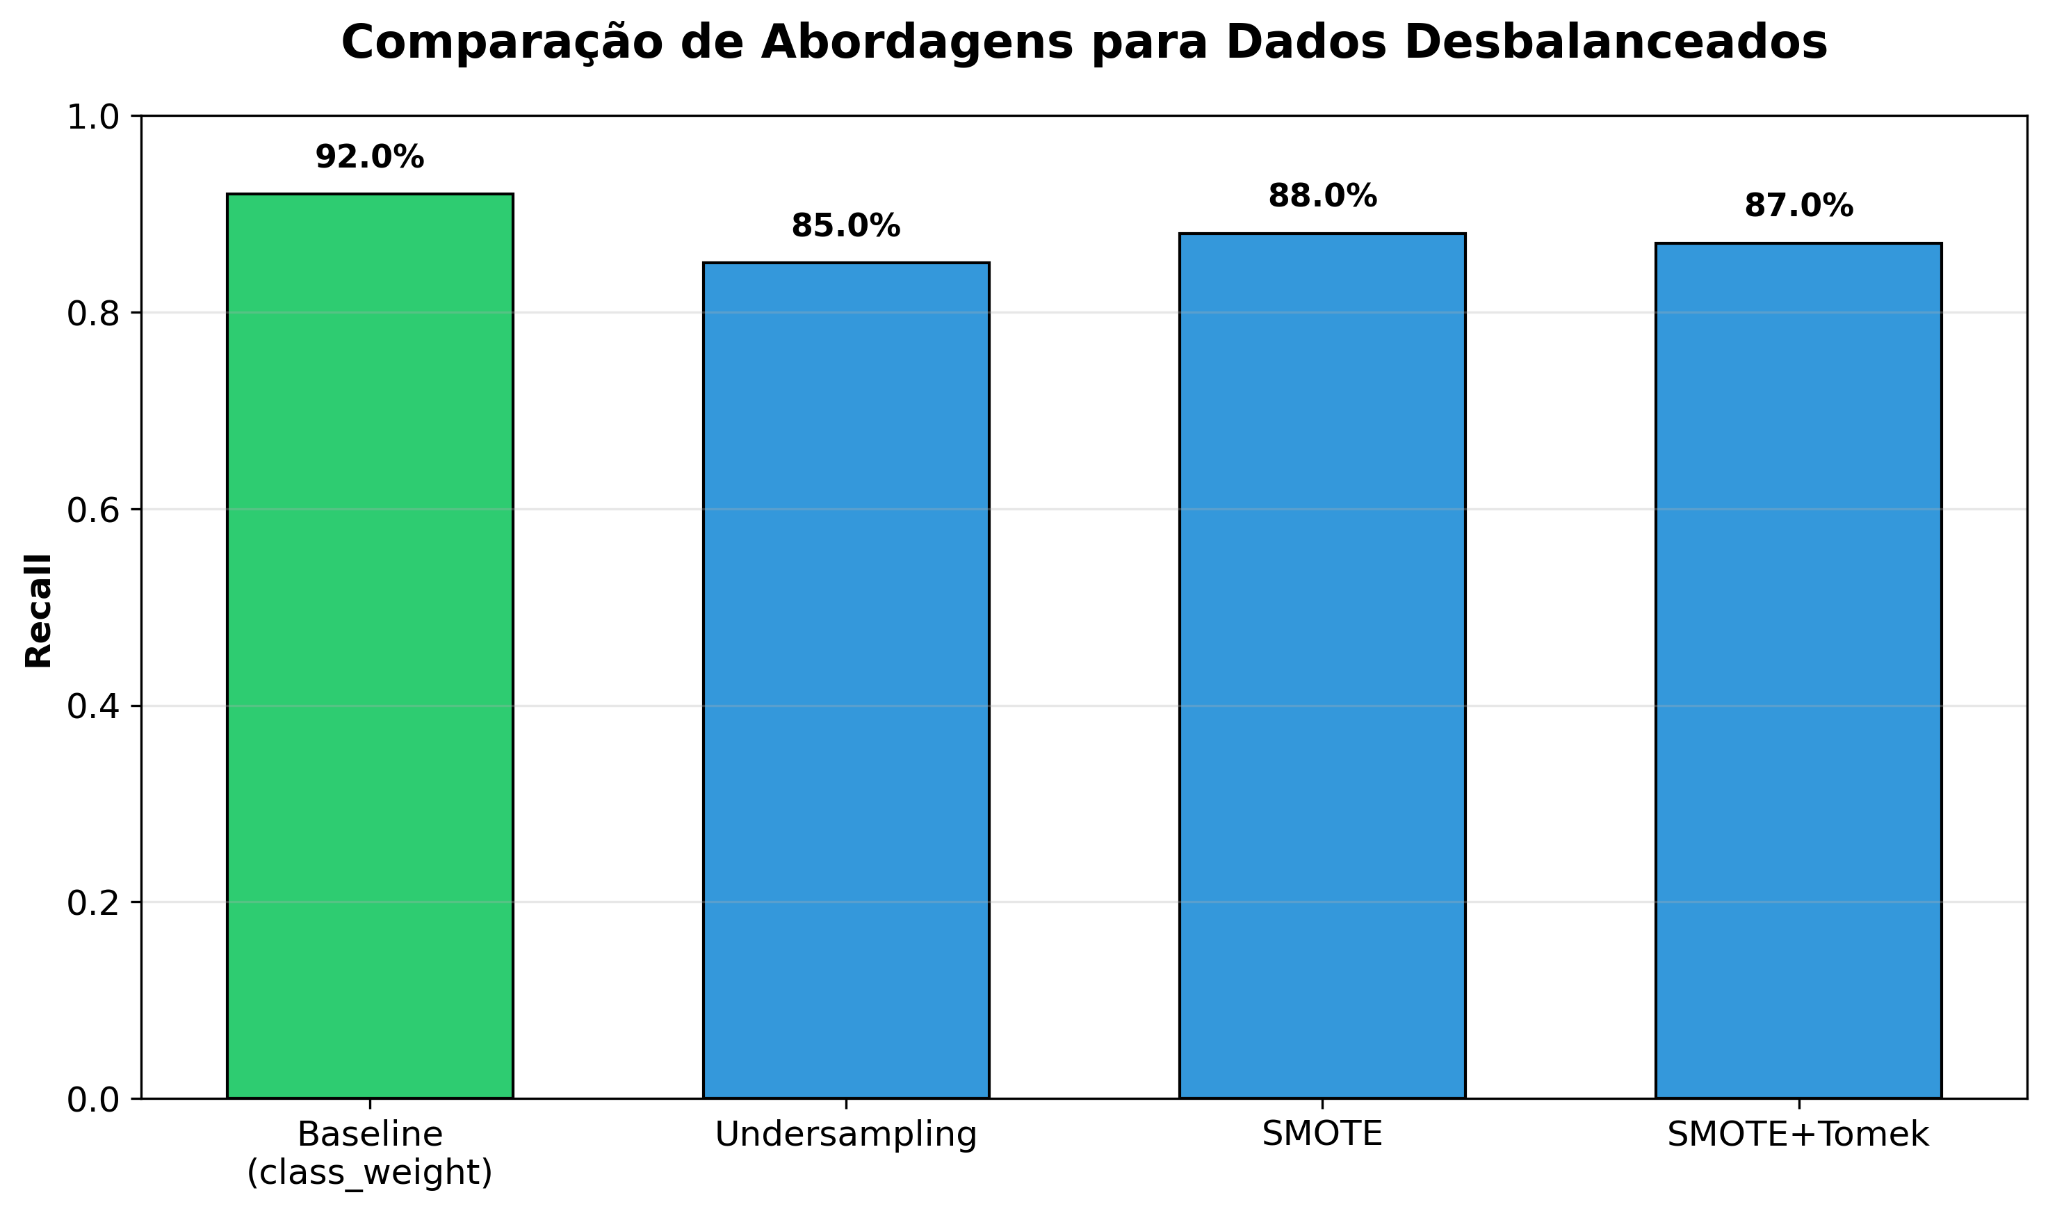 Comparação de Abordagens para Dados Desbalanceados
1.0
0.8
0.6
0.4
0.2
0.0
Recall
92.0%
85.0%
88.0%
87.0%
Baseline
(class_weight)
Undersampling
SMOTE
SMOTE+Tomek